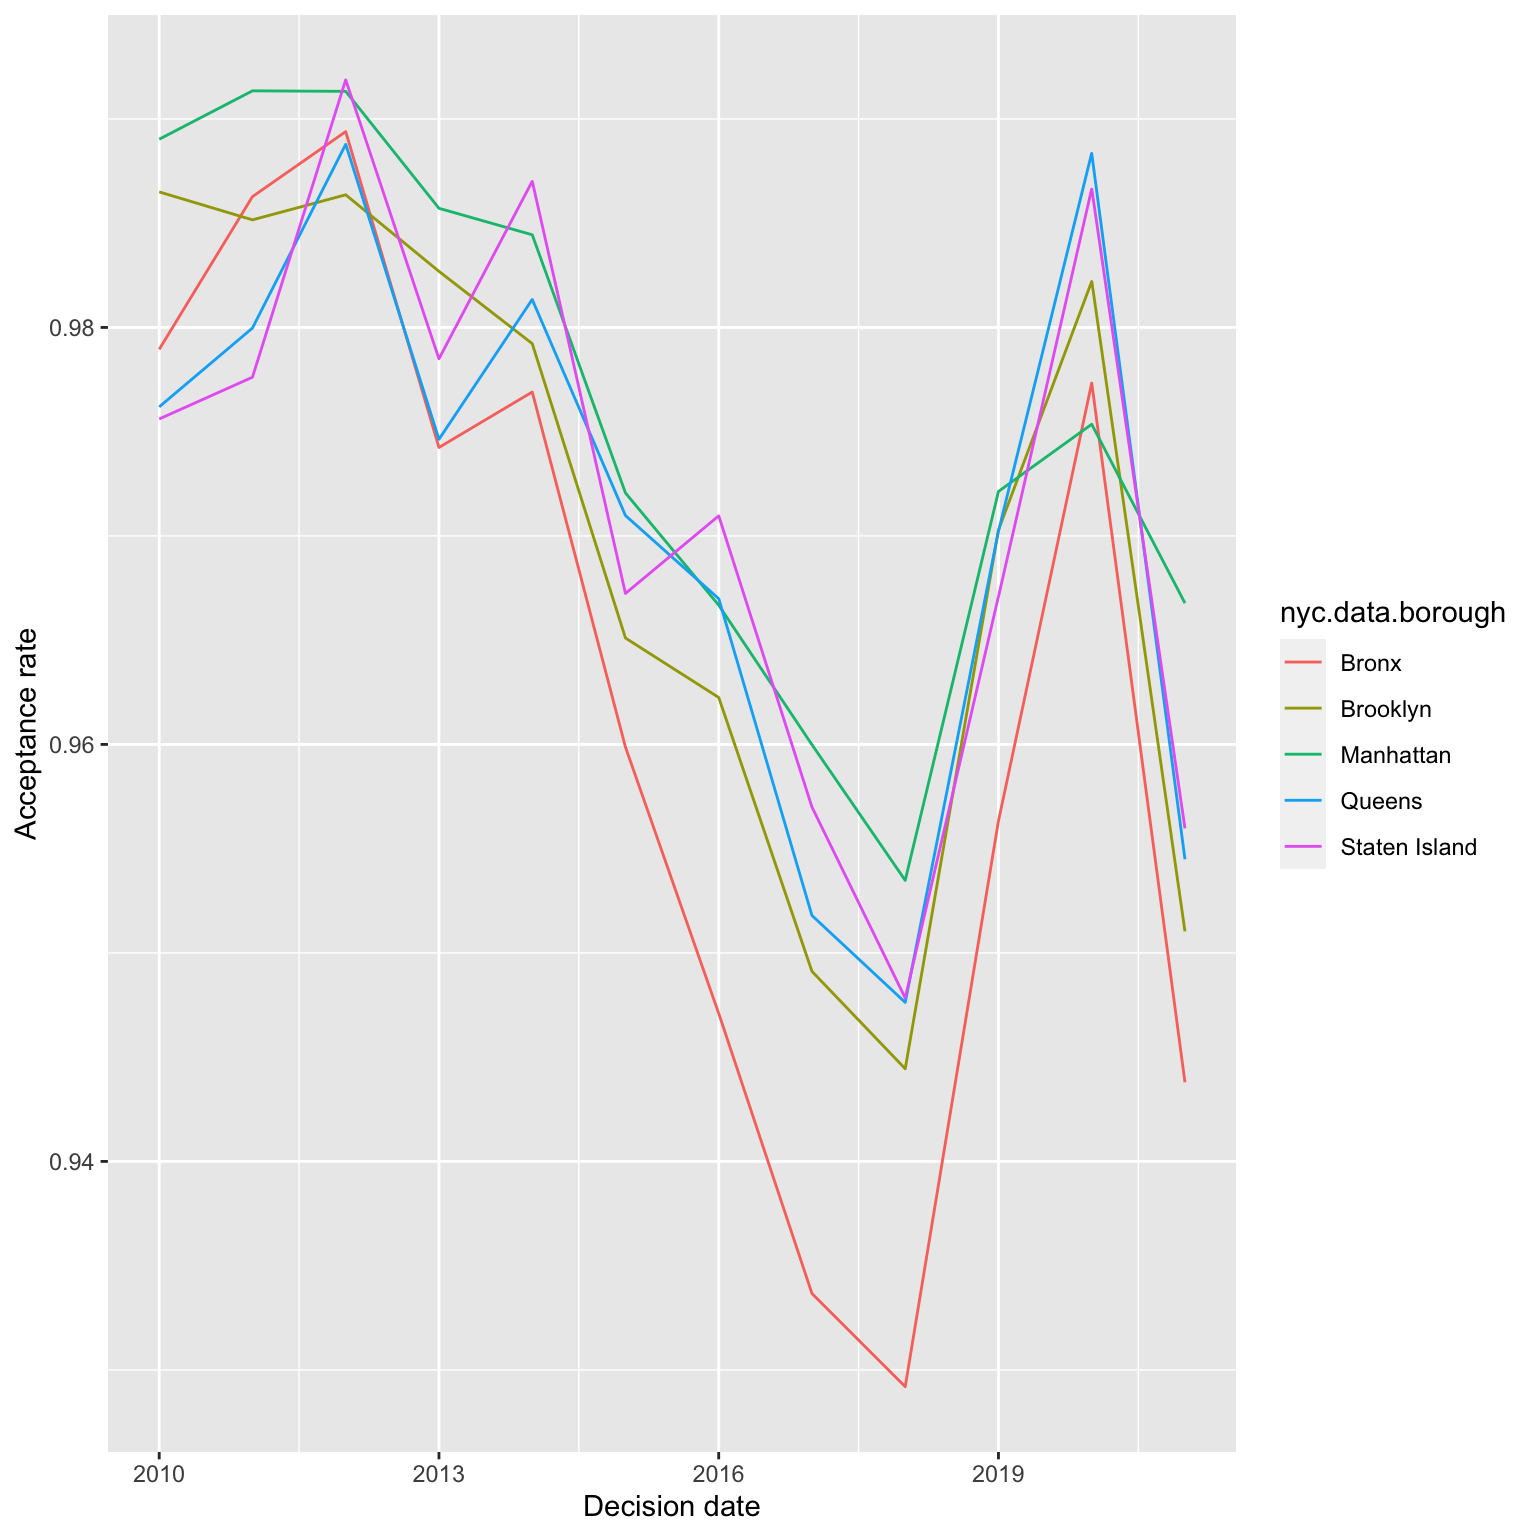 0.98
0.96
0.94
Acceptance rate
2010
2013
2016
2019
Decision date
nyc.data.borough
Bronx
Brooklyn
Manhattan
Queens
Staten Island